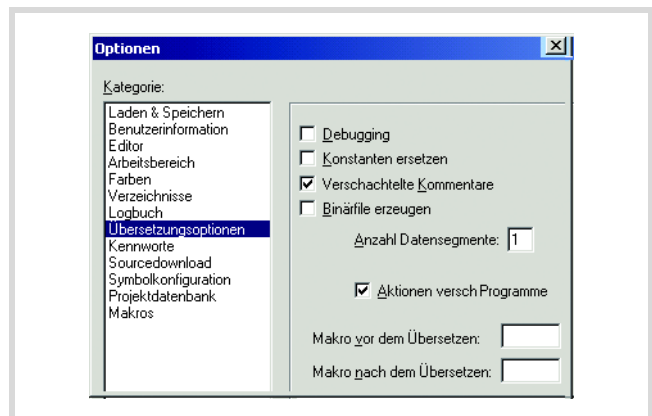 Optionen
Kategorie:
Laden & Speichern
Benutzerinformation
Editor
Arbeitsbereich
Farben
Verzeichnisse
Logbuch
Übersetzungsoptionen
Kennworte
Sourcedownload
Symbolkonfiguration
Projektdatenbank
Makros
Debugging
Konstanten ersetzen
Verschachtelte Kommentare
Binärfile erzeugen
Anzahl Datensegmente: 1
Aktionen versch Programme
Makro vor dem Übersetzen:
Makro nach dem Übersetzen: